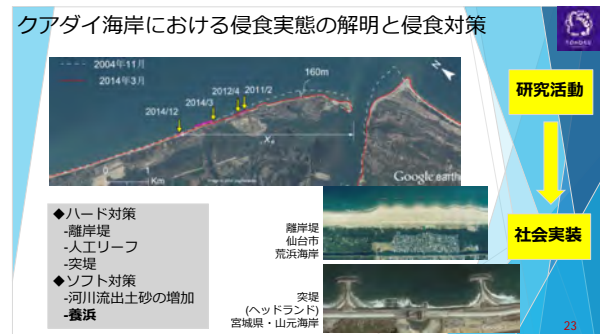 クアダイ海岸における侵食実態の解明と侵食対策
2004年11月
2014年3月
160m
N
2012/4
2011/2
2014/3
2014/12
Xₑ
0 1
Km
Google earth
研究活動
社会実装
◆ハード対策
-離岸堤
-人工リーフ
-突堤
◆ソフト対策
-河川流出土砂の増加
-養浜
離岸堤
仙台市
荒浜海岸
突堤
(ヘッドランド)
宮城県・山元海岸
23